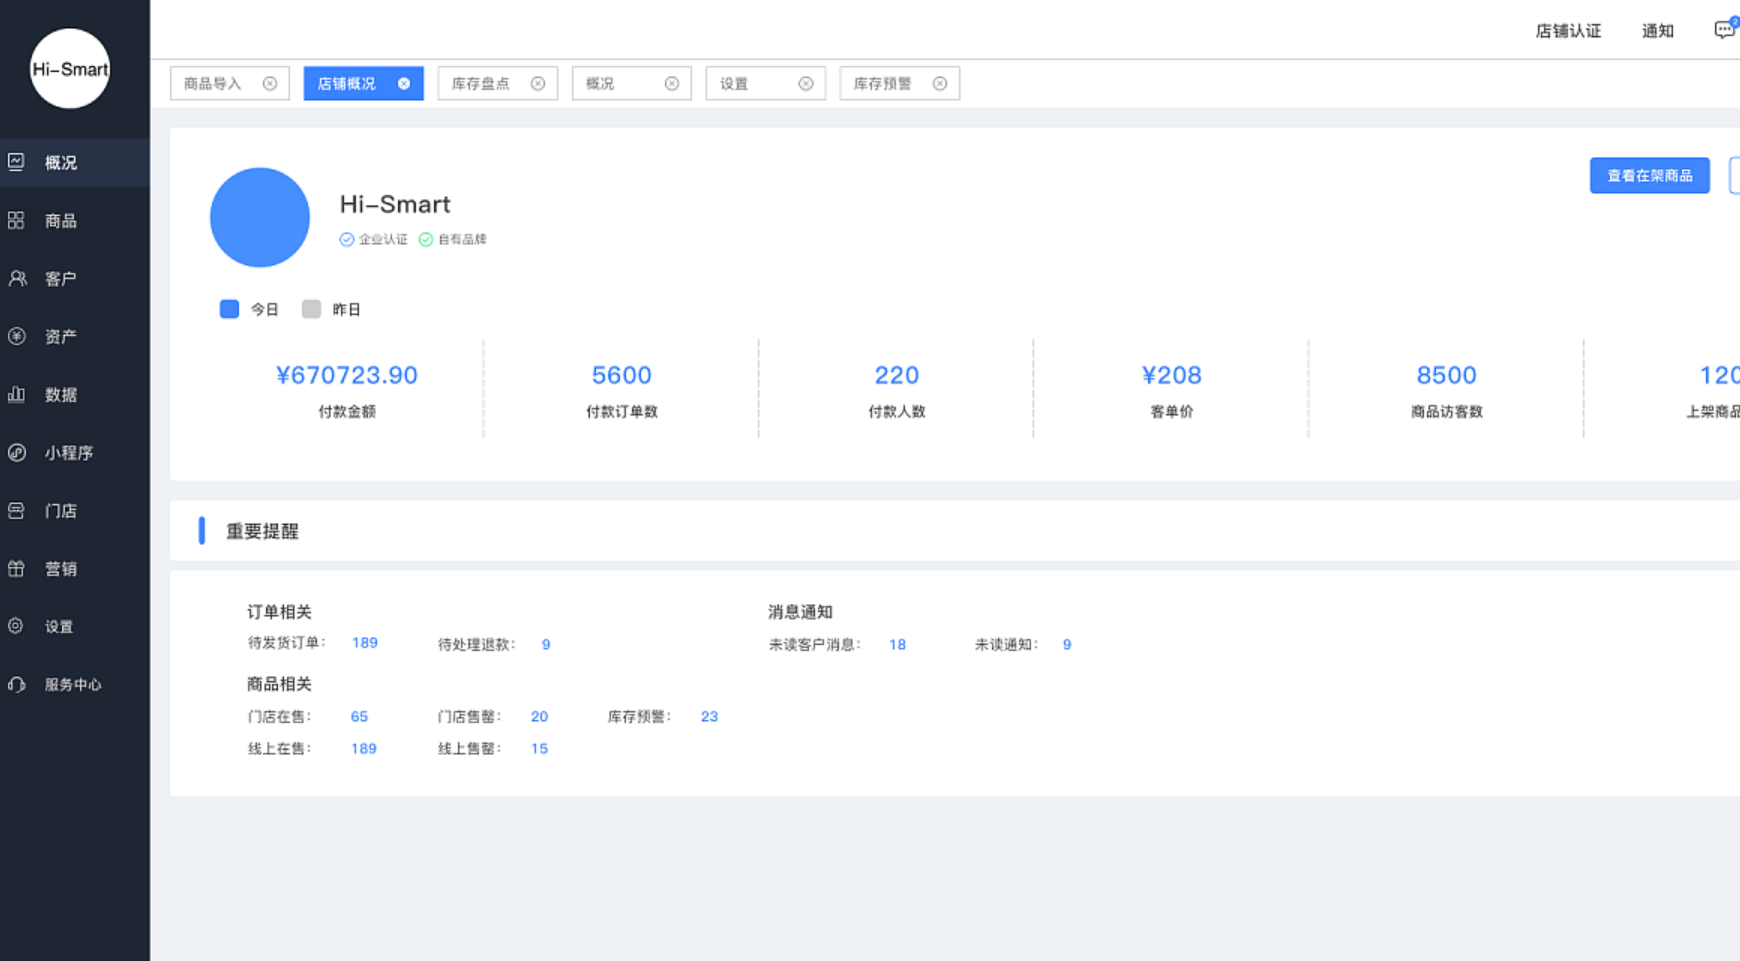 Hi-Smart
店铺认证 通知 2
商品导入 店铺概况 库存盘点 概况 设置 库存预警
概况
商品
客户
资产
数据
小程序
门店
营销
设置
服务中心
查看在架商品
Hi-Smart
企业认证 自有品牌
今日 昨日
¥670723.90 5600 220 ¥208 8500 120
付款金额 付款订单数 付款人数 客单价 商品访客数 上架商品
重要提醒
订单相关 消息通知
待发货订单: 189 待处理退款: 9 未读客户消息: 18 未读通知: 9
商品相关
门店在售: 65 门店售罄: 20 库存预警: 23
线上在售: 189 线上售罄: 15